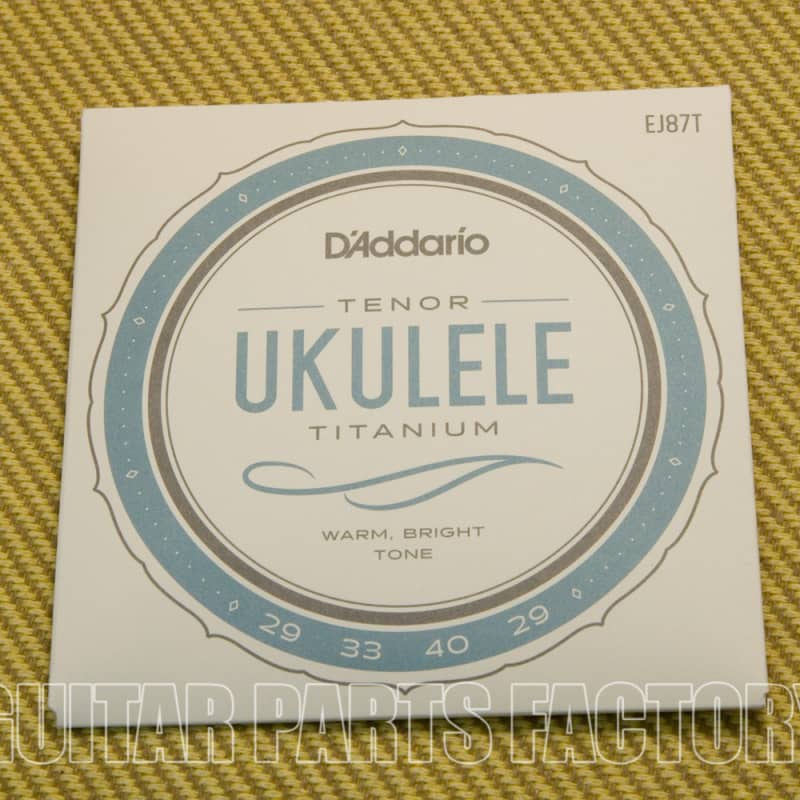 EJ87T
D'Addario
TENOR
UKULELE
TITANIUM
WARM, BRIGHT
TONE
29 33 40 29
GUITAR PARTS FACTORY